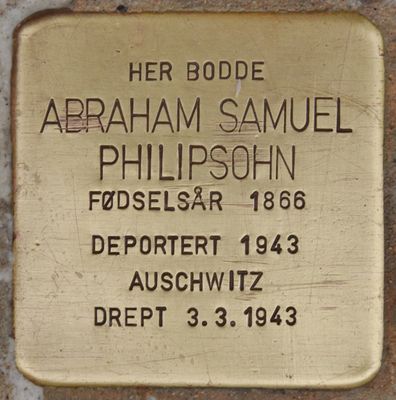 HER BODDE
ABRAHAM SAMUEL
PHILIPSOHN
FØDSELSÅR 1866
DEPORTERT 1943
AUSCHWITZ
DREPT 3.3.1943